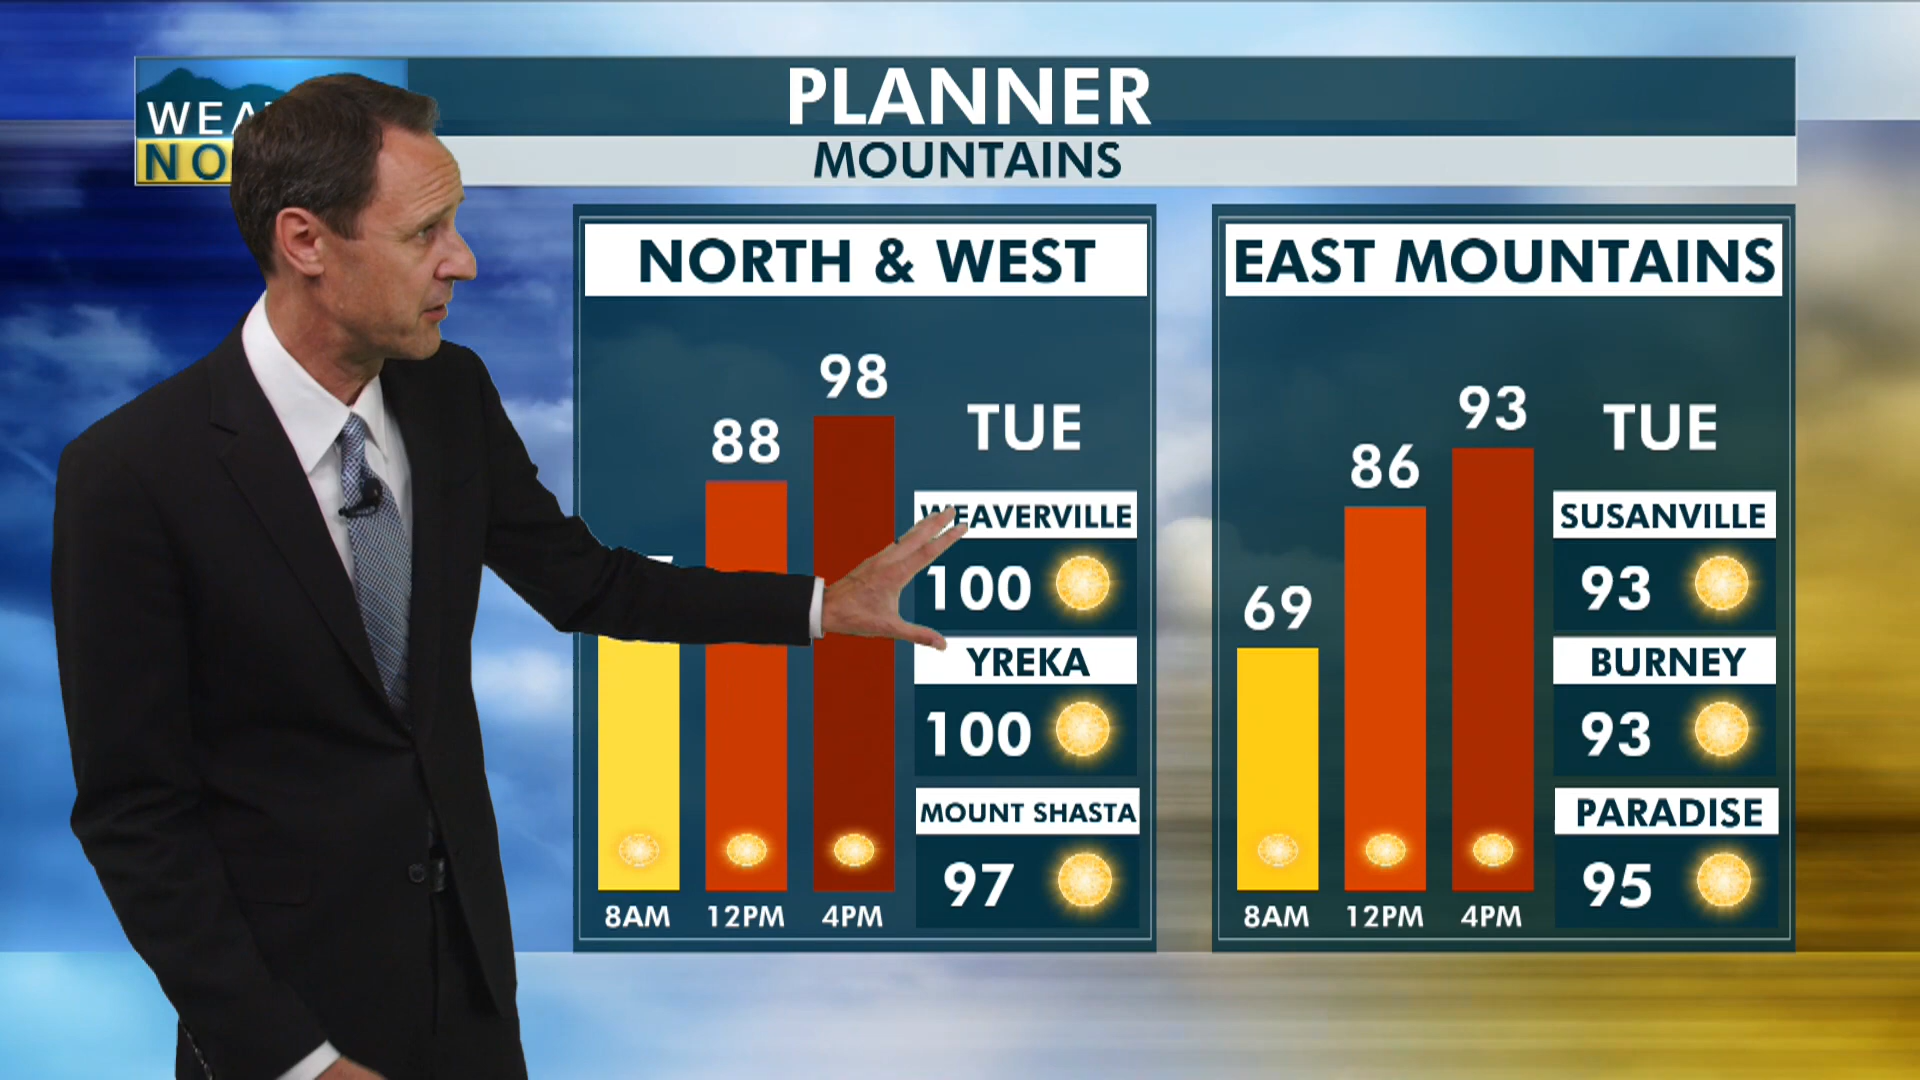 PLANNER
MOUNTAINS
NORTH & WEST
88
98
TUE
WEAVERVILLE
100
YREKA
100
MOUNT SHASTA
97
8AM 12PM 4PM
EAST MOUNTAINS
69
86
93
TUE
SUSANVILLE
93
BURNEY
93
PARADISE
95
8AM 12PM 4PM